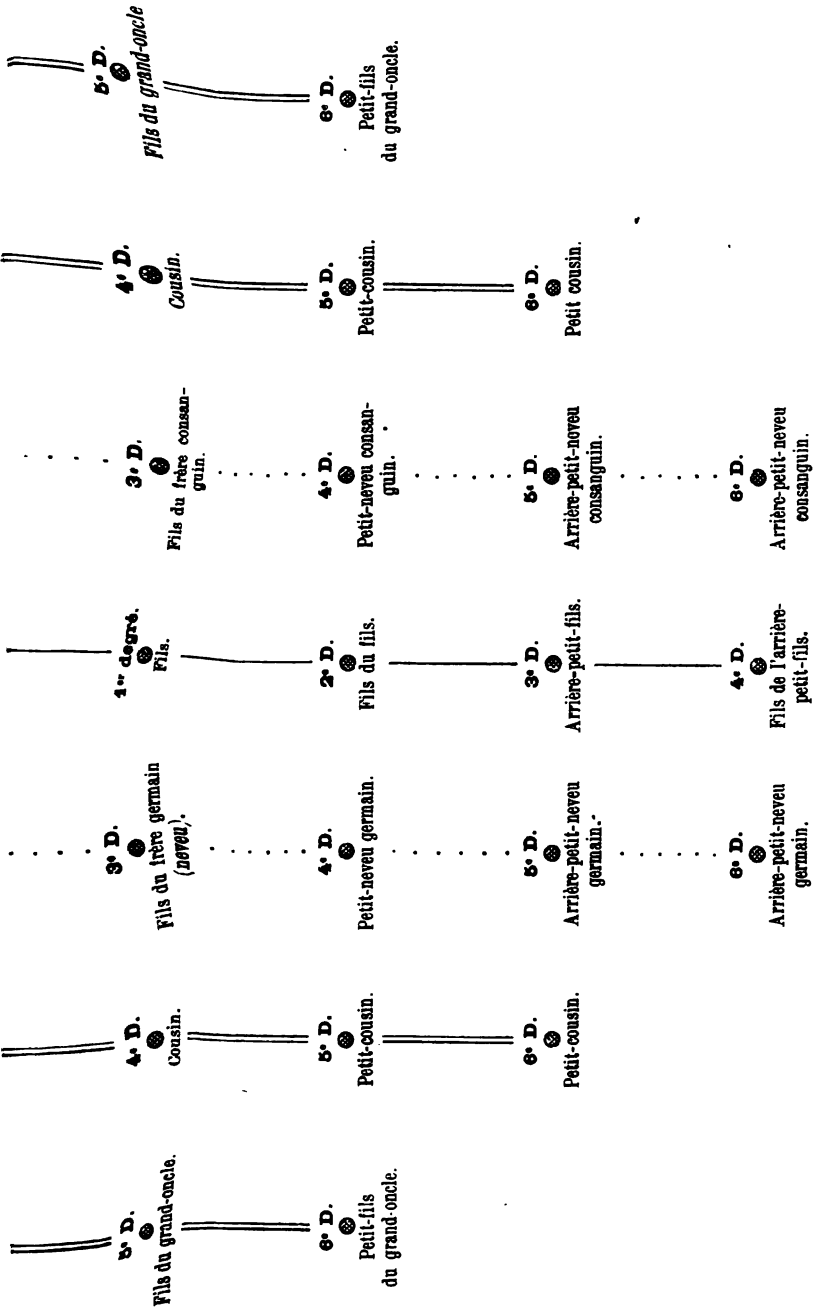 5e D.
Fils du grand-oncle.
4e D.
Cousin.
3e D.
Fils du frère germain
(neveu).
1er degré.
Fils.
3e D.
Fils du frère consan-
guin.
4e D.
Cousin.
5e D.
Fils du grand-oncle
6e D.
Petit-fils
du grand-oncle.
5e D.
Petit-cousin.
4e D.
Petit-neveu germain.
2e D.
Fils du fils.
4e D.
Petit-neveu consan-
guin.
5e D.
Petit-cousin.
6e D.
Petit-fils
du grand-oncle.
6e D.
Petit-cousin.
5e D.
Arrière-petit-neveu
germain.
3e D.
Arrière-petit-fils.
5e D.
Arrière-petit-noveu
consanguin.
6e D.
Petit cousin.
6e D.
Arrière-petit-neveu
germain.
4e D.
Fils de l'arrière-
petit-fils.
6e D.
Arrière-petit-neveu
consanguin.